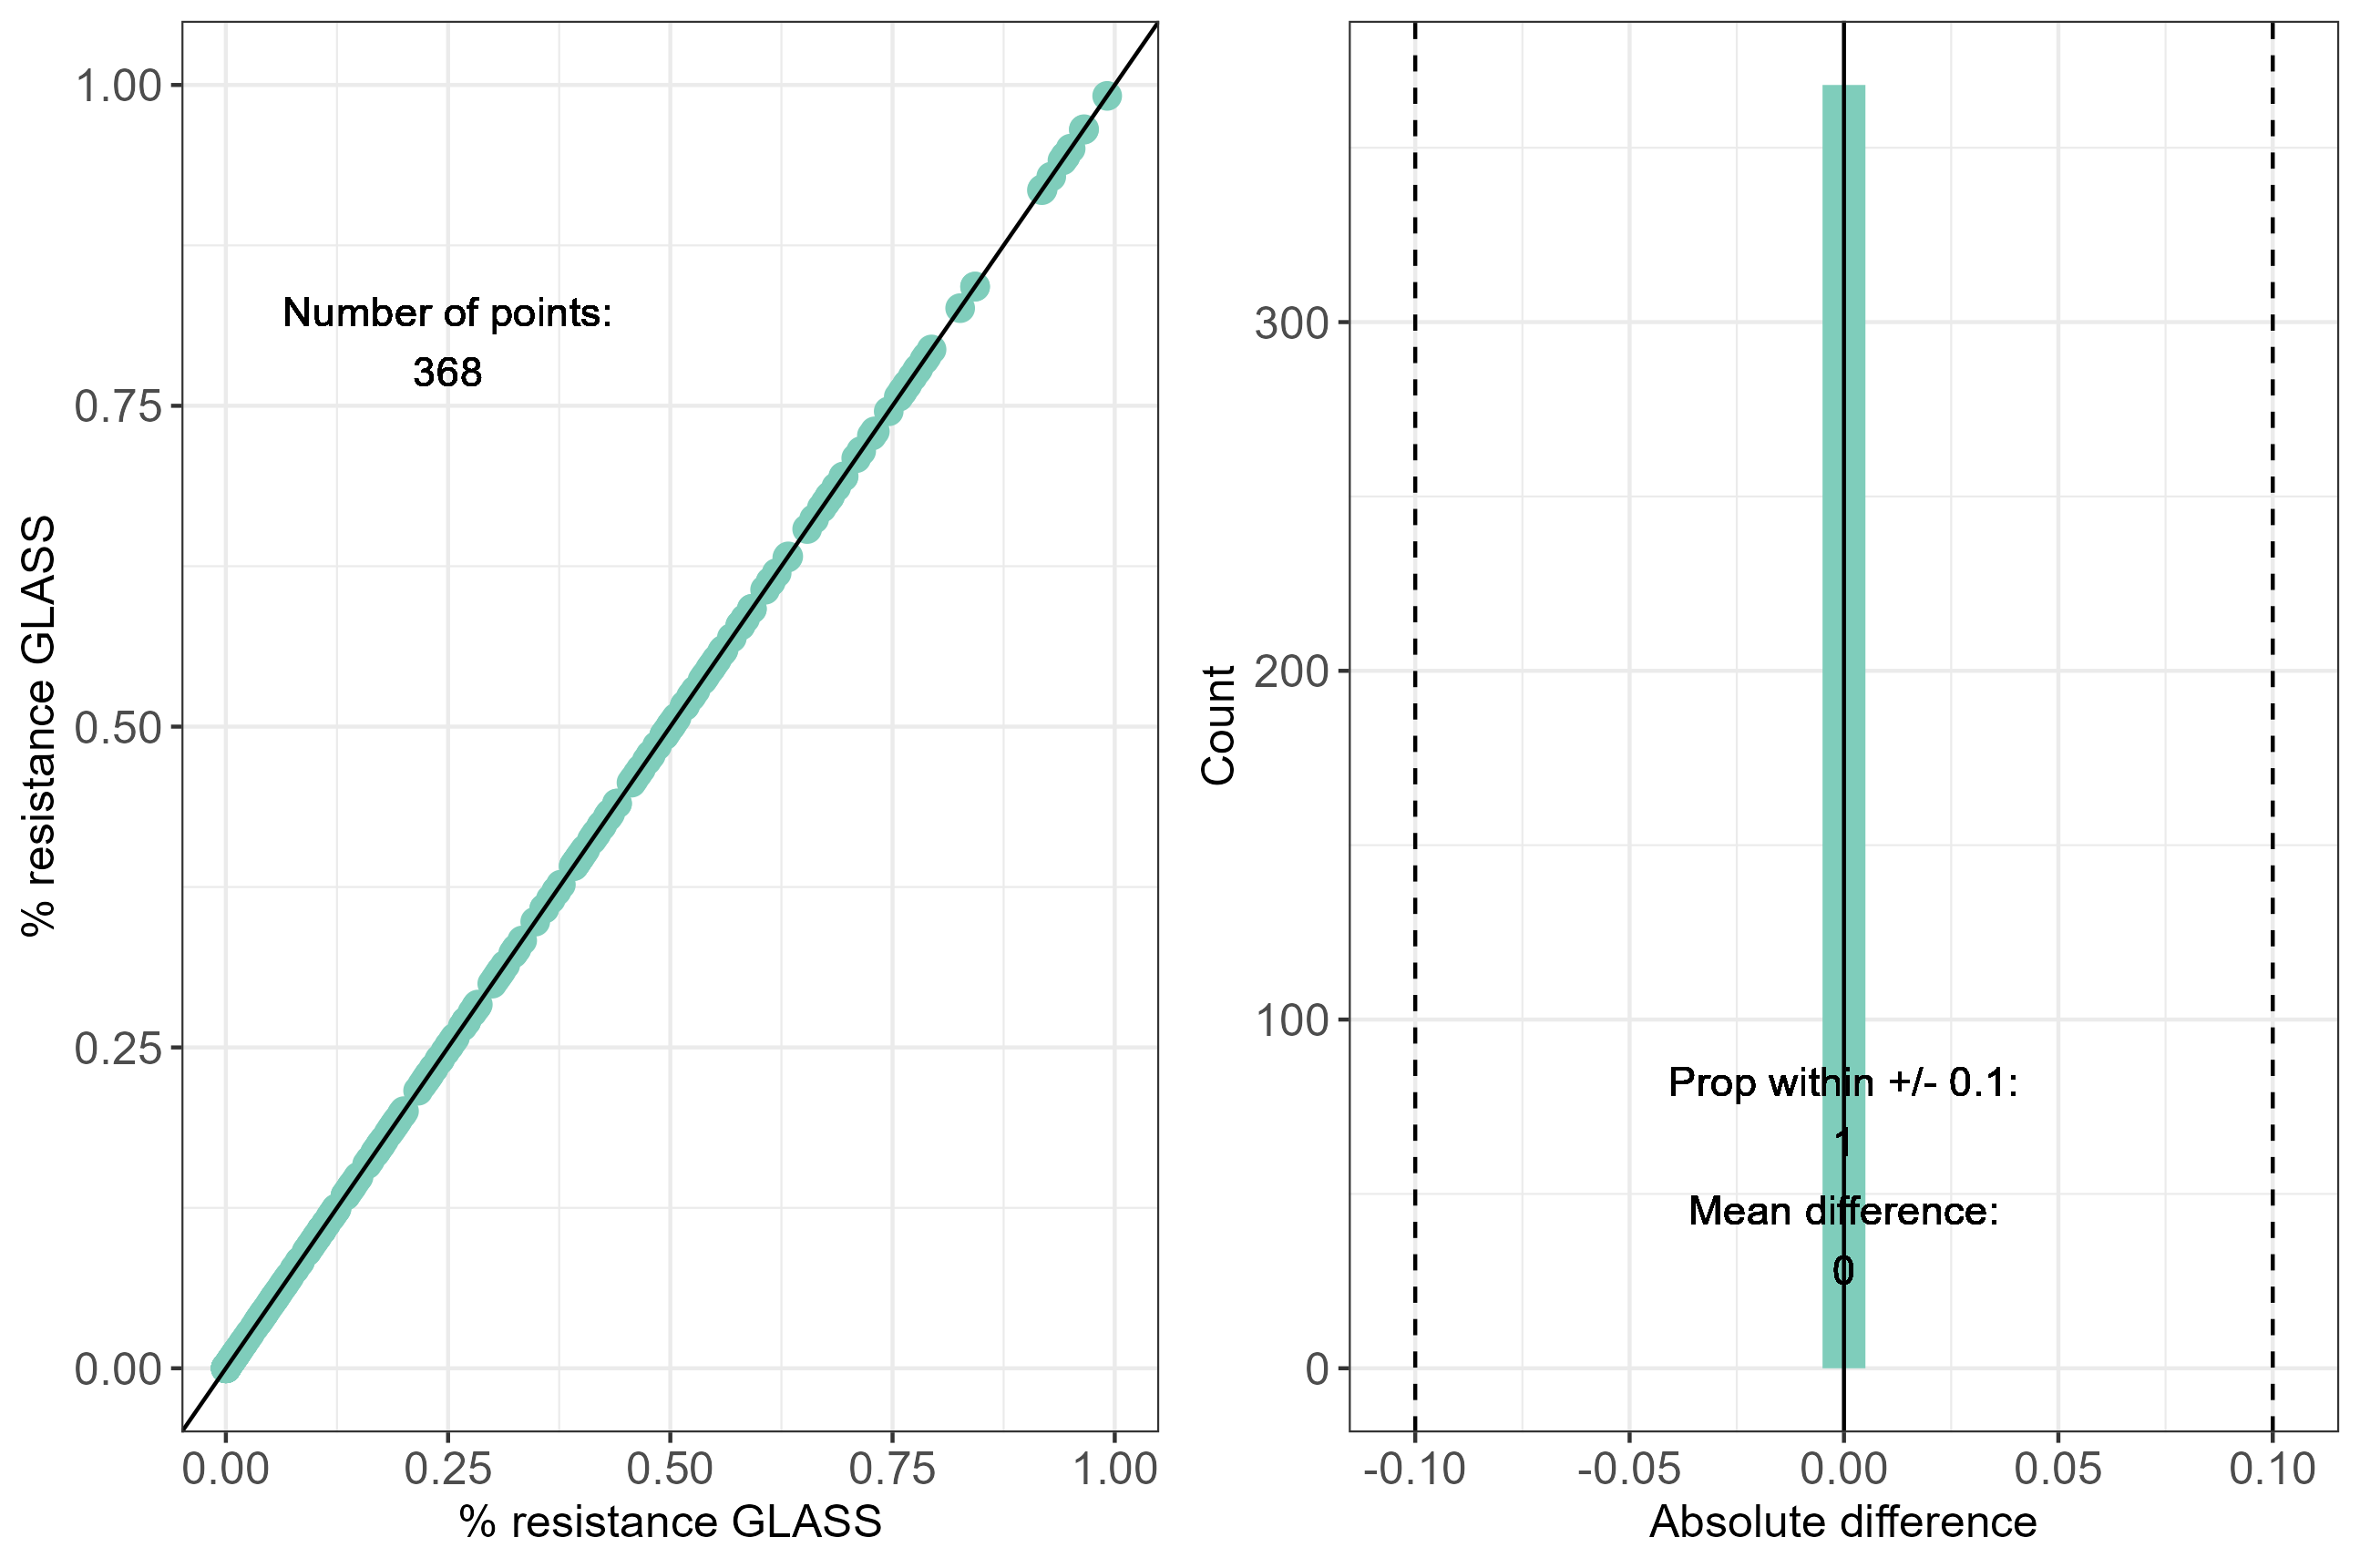 1.00
0.75
0.50
0.25
0.00
% resistance GLASS
Number of points:
368
0.00 0.25 0.50 0.75 1.00
% resistance GLASS
300
200
100
0
Count
Prop within +/- 0.1:
1
Mean difference:
0
-0.10 -0.05 0.00 0.05 0.10
Absolute difference